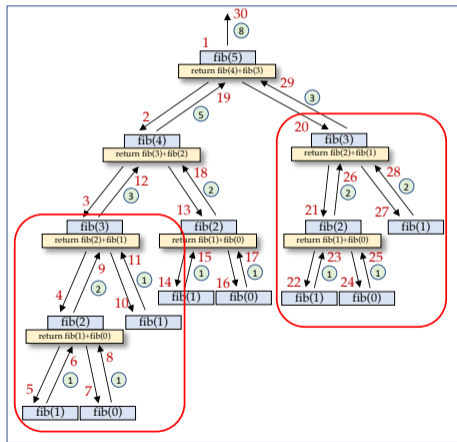 30
8
1
fib(5)
return fib(4)+fib(3)
29
19
3
2
5
20
fib(4)
return fib(3)+fib(2)
fib(3)
return fib(2)+fib(1)
12
18
26
28
3
3
2
2
2
13
21
27
fib(3)
return fib(2)+fib(1)
fib(2)
return fib(1)+fib(0)
fib(2)
return fib(1)+fib(0)
fib(1)
9
11
15
17
23
25
4
2
1
1
1
1
1
10
14
16
22
24
fib(2)
return fib(1)+fib(0)
fib(1)
fib(1)
fib(0)
fib(1)
fib(0)
6
8
5
1
7
1
fib(1)
fib(0)